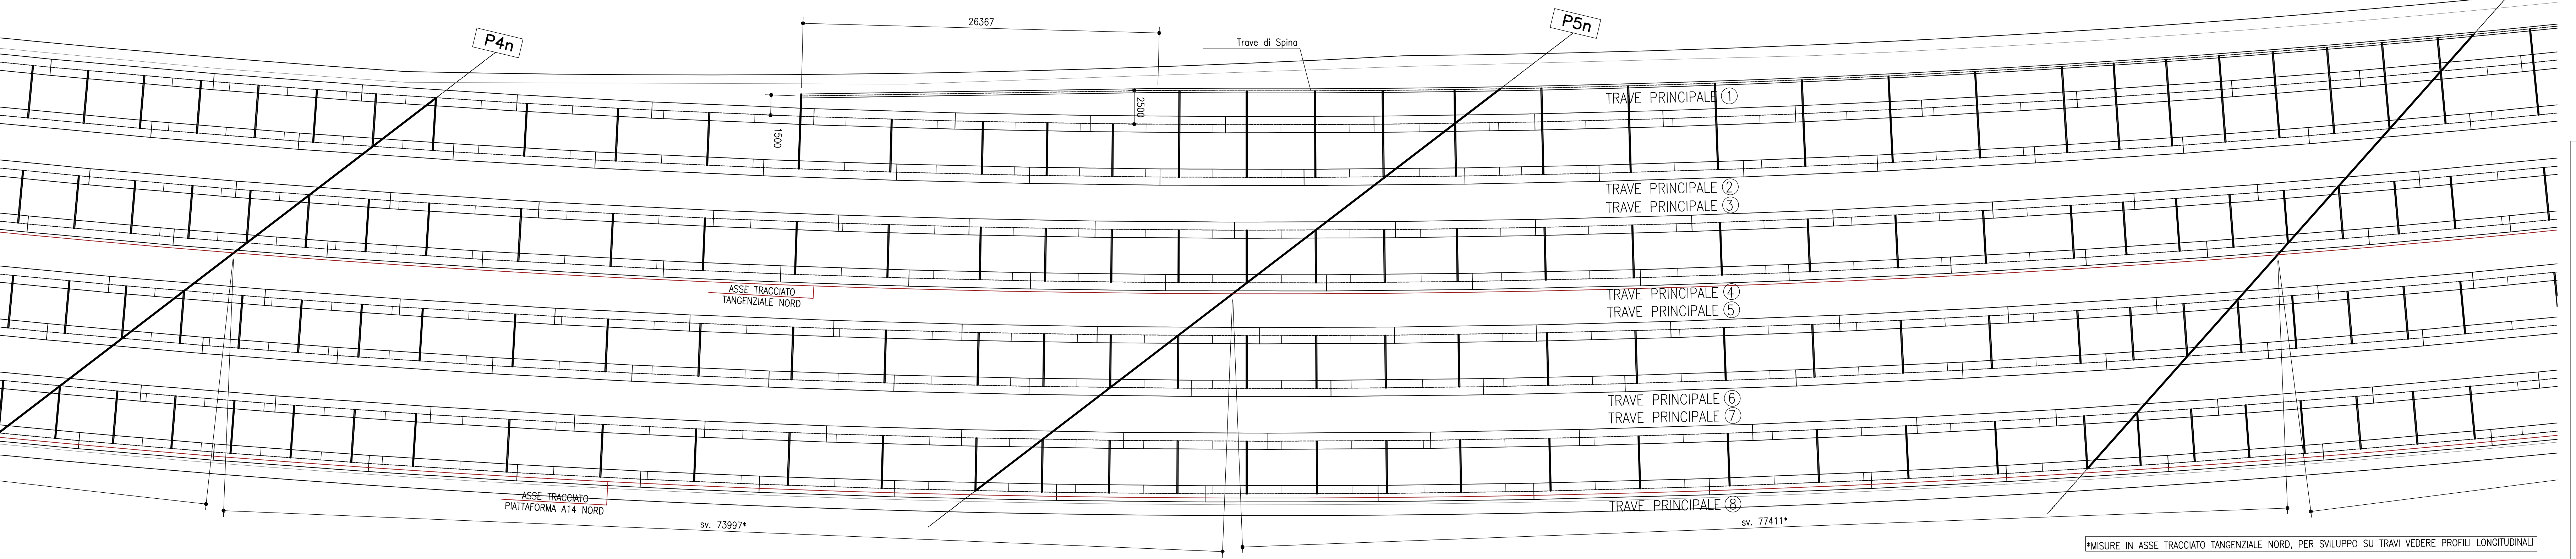 26367
P4n
P5n
Trave di Spina
2500
1500
TRAVE PRINCIPALE 1
TRAVE PRINCIPALE 2
TRAVE PRINCIPALE 3
ASSE TRACCIATO
TANGENZIALE NORD
TRAVE PRINCIPALE 4
TRAVE PRINCIPALE 5
TRAVE PRINCIPALE 6
TRAVE PRINCIPALE 7
ASSE TRACCIATO
PIATTAFORMA A14 NORD
TRAVE PRINCIPALE 8
sv. 73997*
sv. 77411*
*MISURE IN ASSE TRACCIATO TANGENZIALE NORD, PER SVILUPPO SU TRAVI VEDERE PROFILI LONGITUDINALI